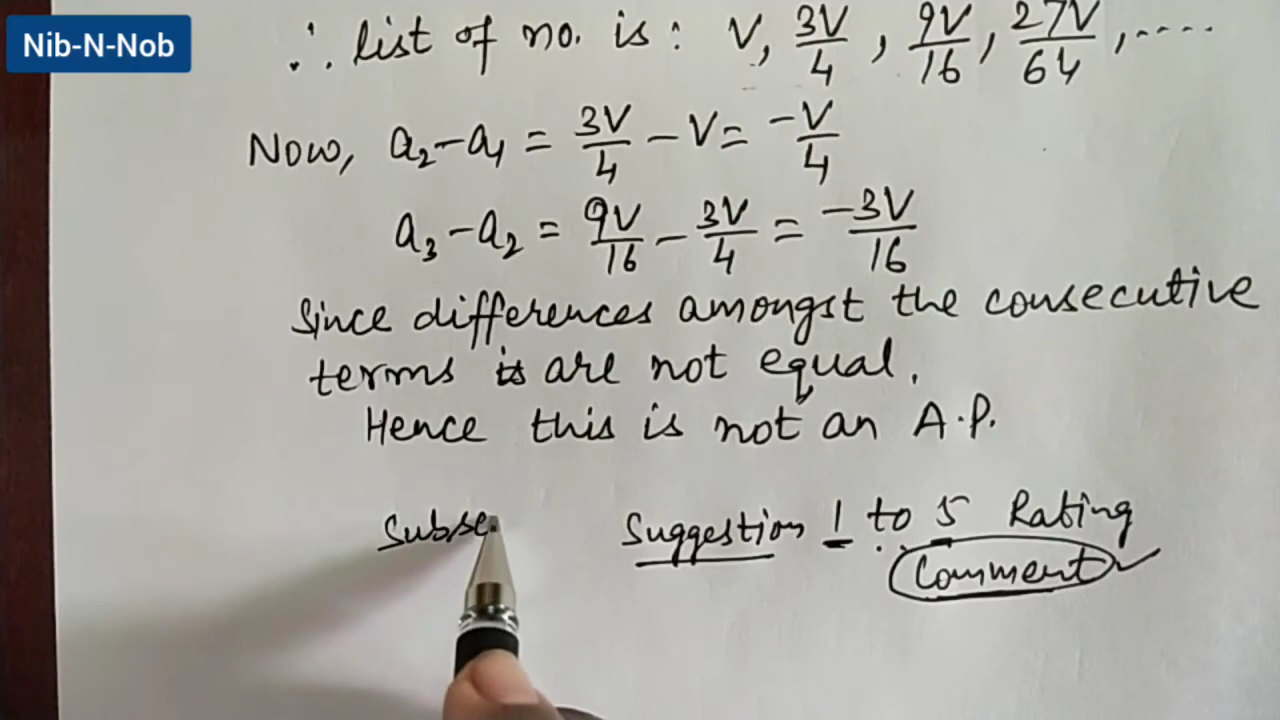 Nib-N-Nob
∴ list of no. is: V, 3V/4, 9V/16, 27V/64, ....
Now, a₂-a₁ = 3V/4 - V = -V/4
a₃-a₂ = 9V/16 - 3V/4 = -3V/16
Since differences amongst the consecutive
terms is are not equal.
Hence this is not an A.P.
Subsc Suggestion 1 to 5 Rating
Comment